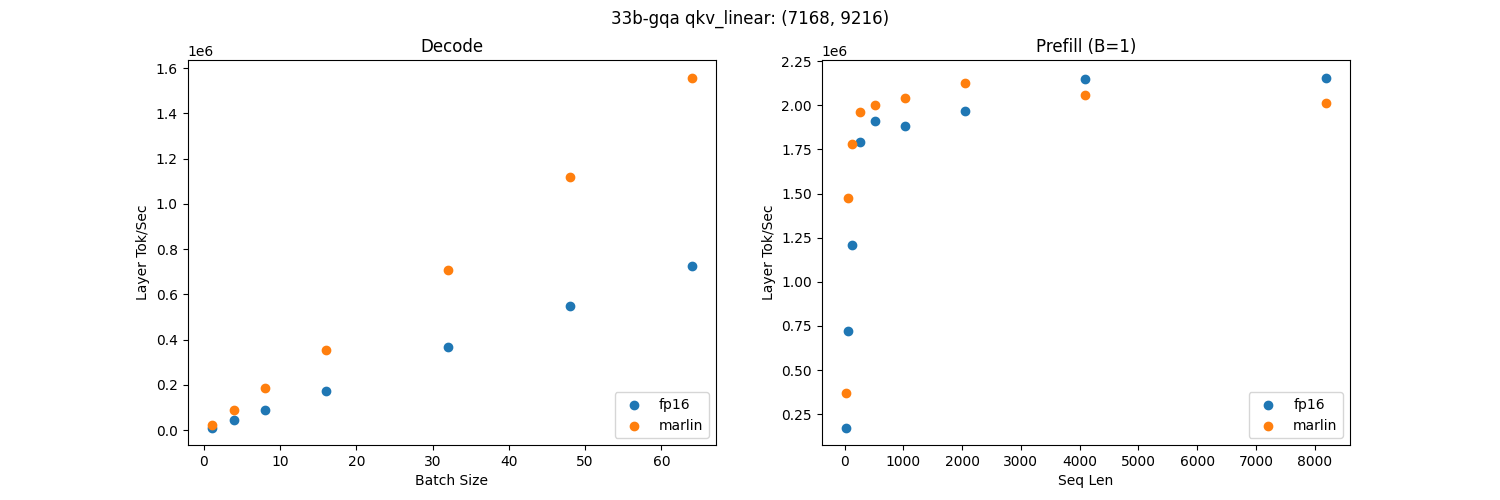 33b-gqa qkv_linear: (7168, 9216)
Decode
1e6
1.6
1.4
1.2
1.0
0.8
0.6
0.4
0.2
0.0
Layer Tok/Sec
0
10
20
30
40
50
60
Batch Size
fp16
marlin
Prefill (B=1)
1e6
2.25
2.00
1.75
1.50
1.25
1.00
0.75
0.50
0.25
Layer Tok/Sec
0
1000
2000
3000
4000
5000
6000
7000
8000
Seq Len
fp16
marlin